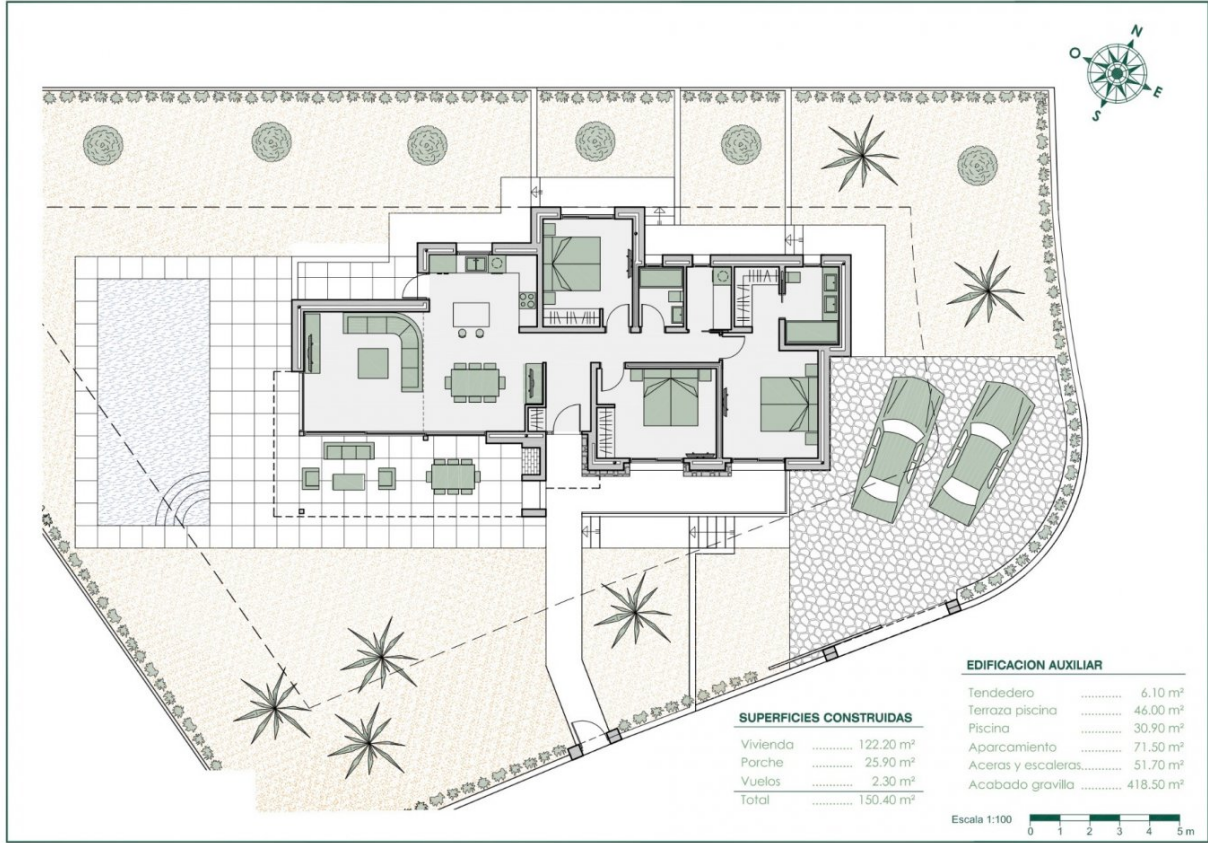 N
O
E
S
EDIFICACION AUXILIAR
Tendedero ............ 6.10 m²
Terraza piscina ............ 46.00 m²
Piscina ............ 30.90 m²
Aparcamiento ............ 71.50 m²
Aceras y escaleras ............ 51.70 m²
Acabado gravilla ............ 418.50 m²
SUPERFICIES CONSTRUIDAS
Vivienda ............ 122.20 m²
Porche ............ 25.90 m²
Vuelos ............ 2.30 m²
Total ............ 150.40 m²
Escala 1:100
0 1 2 3 4 5 m